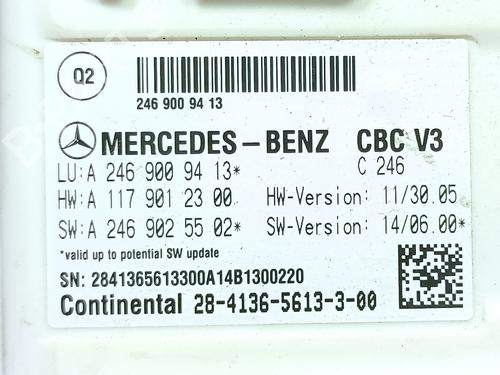 Q2
246 900 94 13
MERCEDES-BENZ CBC V3
LU: A 246 900 94 13* C 246
HW: A 117 901 23 00 HW-Version: 11/30.05
SW: A 246 902 55 02* SW-Version: 14/06.00*
*valid up to potential SW update
SN: 2841365613300A14B1300220
Continental 28-4136-5613-3-00